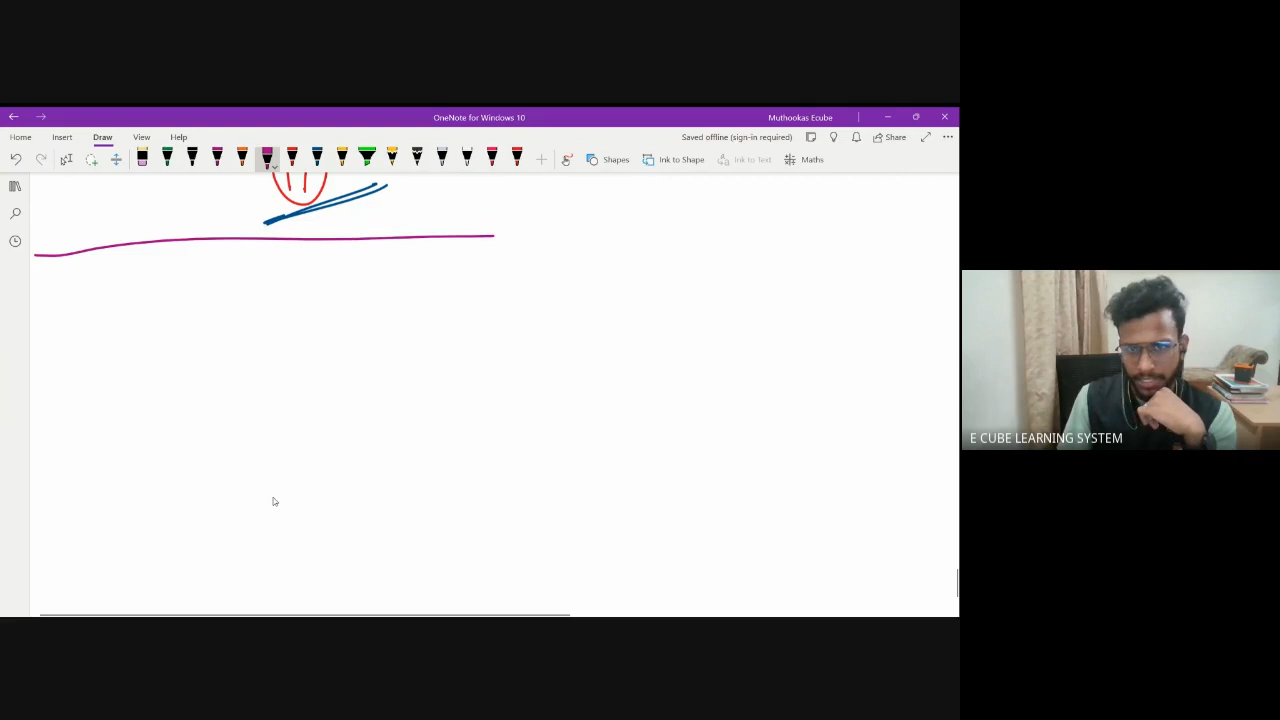 OneNote for Windows 10
Muthookas Ecube
Home Insert Draw View Help
Saved offline (sign-in required)
Share
Shapes
Ink to Shape
Ink to Text
Maths
E CUBE LEARNING SYSTEM